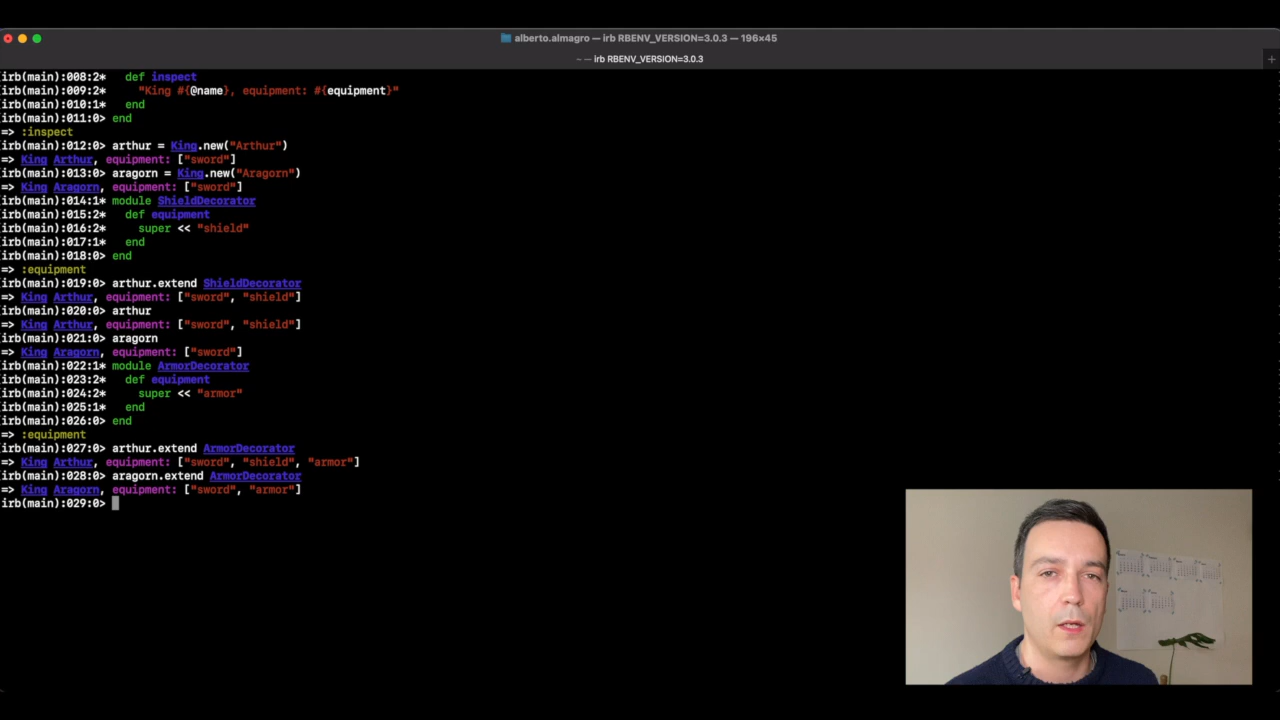 alberto.almagro — irb RBENV_VERSION=3.0.3 — 196×45
~ — irb RBENV_VERSION=3.0.3
irb(main):008:2*   def inspect
irb(main):009:2*     "King #{@name}, equipment: #{equipment}"
irb(main):010:1*   end
irb(main):011:0> end
=> :inspect
irb(main):012:0> arthur = King.new("Arthur")
=> King Arthur, equipment: ["sword"]
irb(main):013:0> aragorn = King.new("Aragorn")
=> King Aragorn, equipment: ["sword"]
irb(main):014:1* module ShieldDecorator
irb(main):015:2*   def equipment
irb(main):016:2*     super << "shield"
irb(main):017:1*   end
irb(main):018:0> end
=> :equipment
irb(main):019:0> arthur.extend ShieldDecorator
=> King Arthur, equipment: ["sword", "shield"]
irb(main):020:0> arthur
=> King Arthur, equipment: ["sword", "shield"]
irb(main):021:0> aragorn
=> King Aragorn, equipment: ["sword"]
irb(main):022:1* module ArmorDecorator
irb(main):023:2*   def equipment
irb(main):024:2*     super << "armor"
irb(main):025:1*   end
irb(main):026:0> end
=> :equipment
irb(main):027:0> arthur.extend ArmorDecorator
=> King Arthur, equipment: ["sword", "shield", "armor"]
irb(main):028:0> aragorn.extend ArmorDecorator
=> King Aragorn, equipment: ["sword", "armor"]
irb(main):029:0>